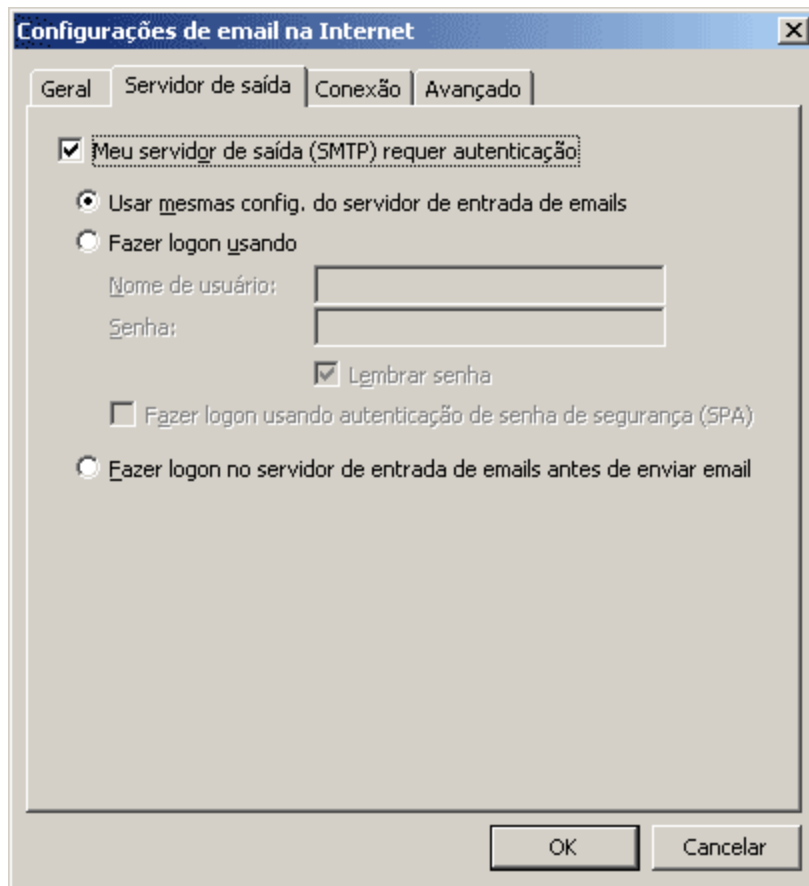 Configurações de email na Internet
Geral Servidor de saída Conexão Avançado
Meu servidor de saída (SMTP) requer autenticação
Usar mesmas config. do servidor de entrada de emails
Fazer logon usando
Nome de usuário:
Senha:
Lembrar senha
Fazer logon usando autenticação de senha de segurança (SPA)
Fazer logon no servidor de entrada de emails antes de enviar email
OK Cancelar